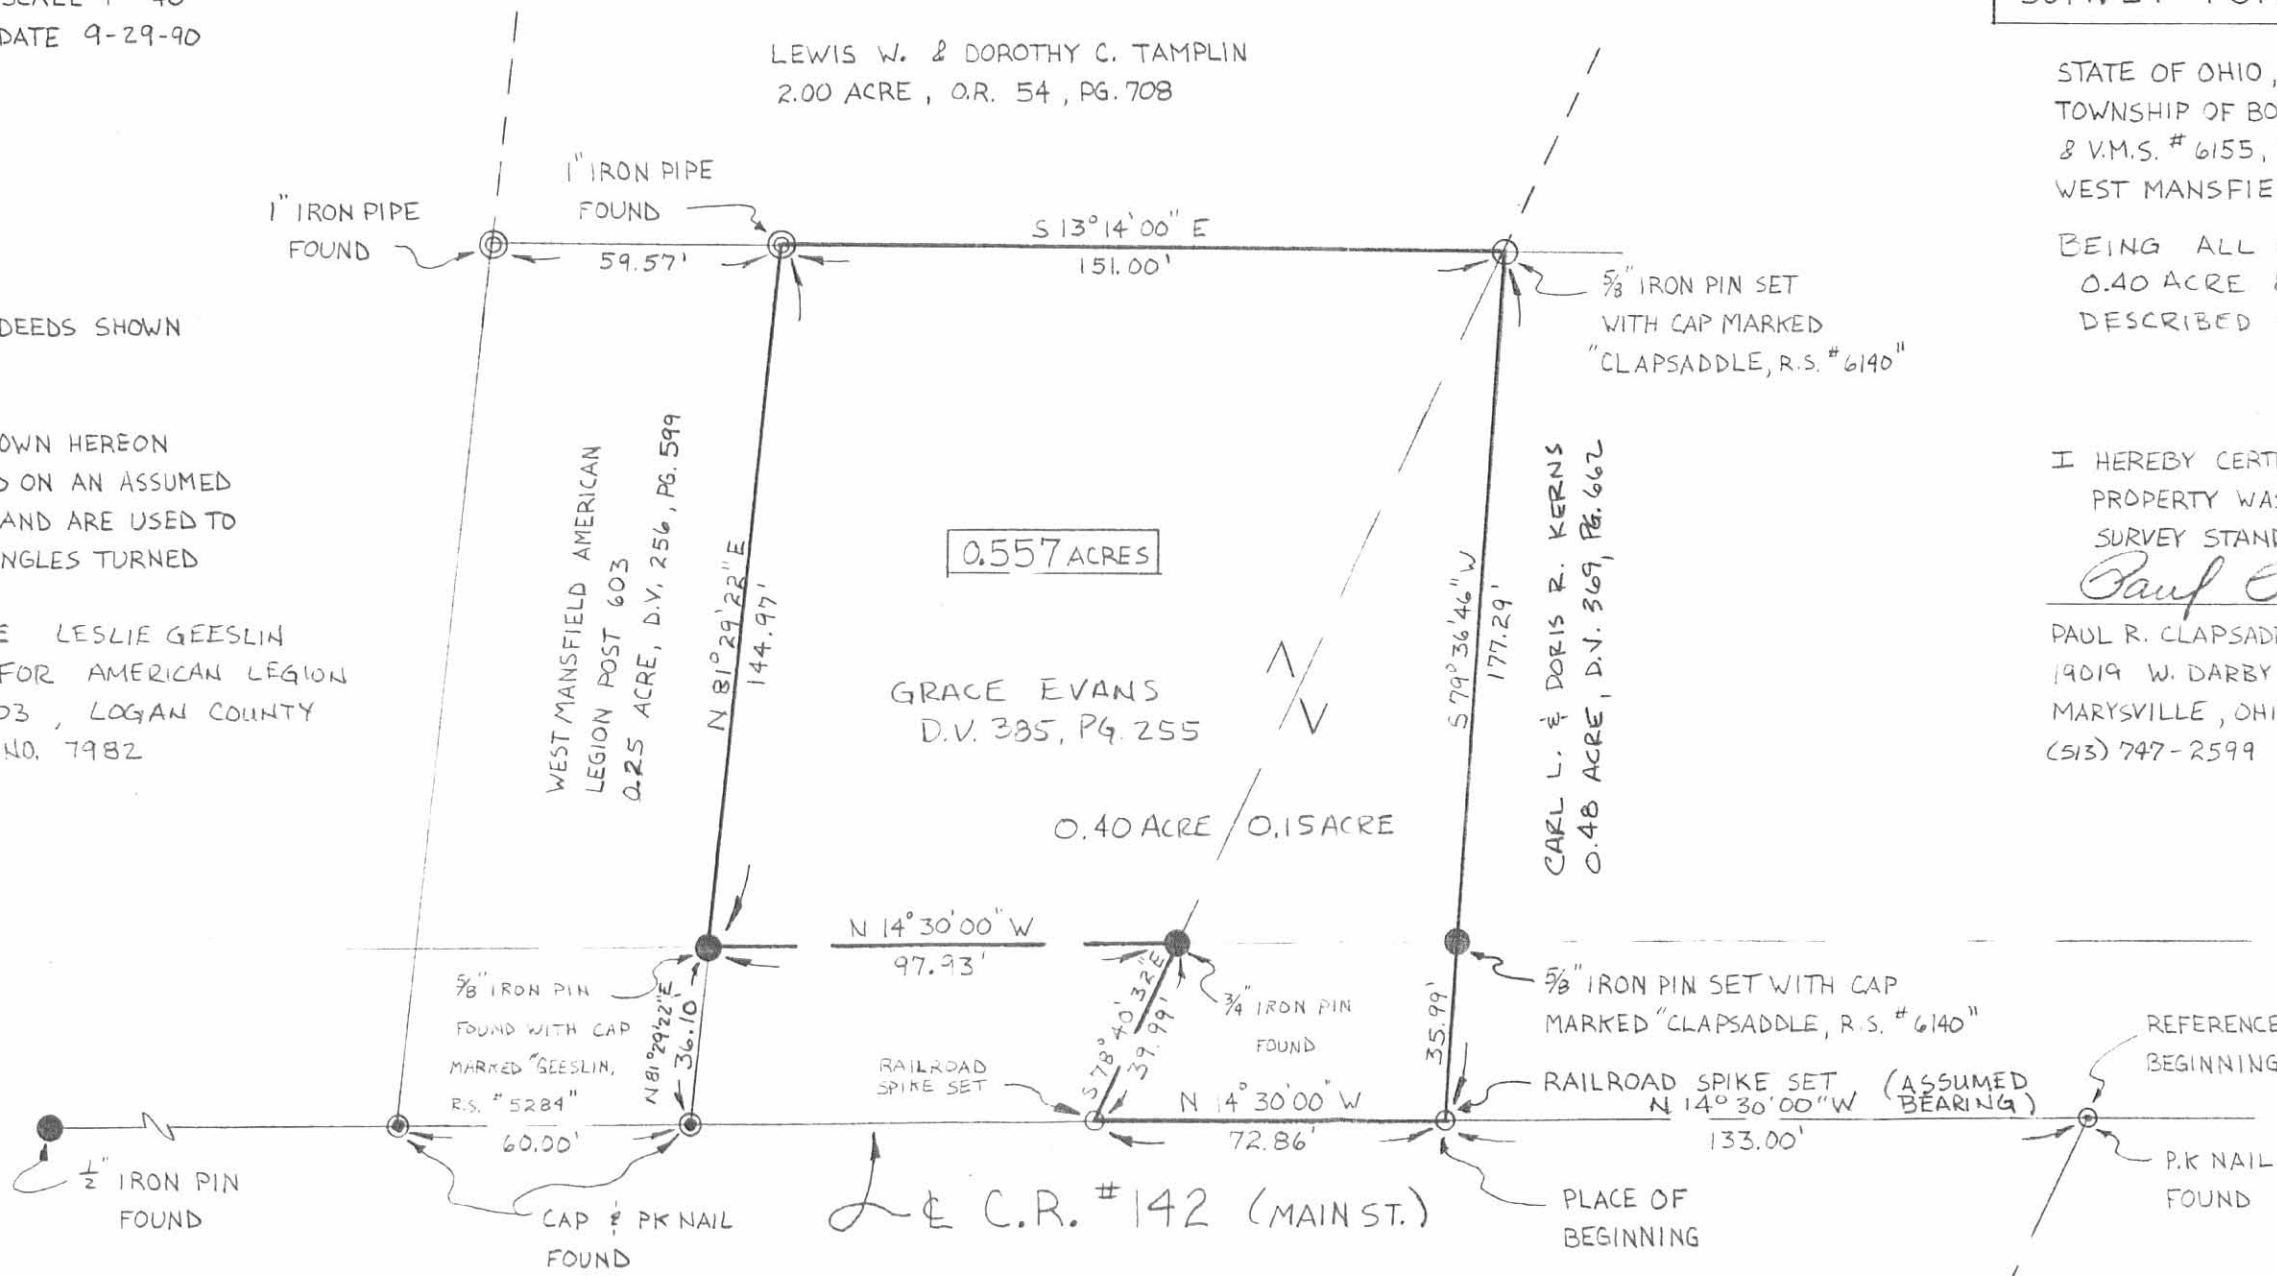 DATE 9-29-90
LEWIS W. & DOROTHY C. TAMPLIN
2.00 ACRE, O.R. 54, PG. 708
1" IRON PIPE
FOUND
1" IRON PIPE
FOUND
59.57'
S 13° 14' 00" E
151.00'
5/8" IRON PIN SET
WITH CAP MARKED
"CLAPSADDLE, R.S. #6140"
STATE OF OHIO,
TOWNSHIP OF BO
& V.M.S. # 6155,
WEST MANSFIE
BEING ALL
0.40 ACRE
DESCRIBED
DEEDS SHOWN
OWN HEREON
ON AN ASSUMED
AND ARE USED TO
NGLES TURNED
LESLIE GEESLIN
FOR AMERICAN LEGION
03, LOGAN COUNTY
NO. 7982
WEST MANSFIELD AMERICAN
LEGION POST 603
0.25 ACRE, D.V. 256, PG. 599
N 81° 29' 22" E
144.97'
0.557 ACRES
GRACE EVANS
D.V. 385, PG. 255
0.40 ACRE / 0.15 ACRE
S 79° 36' 46" W
177.29'
CARL L. & DORIS R. KERNS
0.48 ACRE, D.V. 369, PG. 662
I HEREBY CERT
PROPERTY WAS
SURVEY STAND
Paul
PAUL R. CLAPSADD
19019 W. DARBY
MARYSVILLE, OHI
(513) 747-2599
N 14° 30' 00" W
97.93'
5/8" IRON PIN
FOUND WITH CAP
MARKED "GEESLIN,
R.S. #5284"
N 81° 29' 22" E
36.10'
RAILROAD
SPIKE SET
S 78° 40' 32" E
39.99'
3/4" IRON PIN
FOUND
35.99'
5/8" IRON PIN SET WITH CAP
MARKED "CLAPSADDLE, R.S. #6140"
RAILROAD SPIKE SET
N 14° 30' 00" W (ASSUMED
BEARING)
133.00'
REFERENCE
BEGINNING
N 14° 30' 00" W
72.86'
60.00'
1/2" IRON PIN
FOUND
CAP & PK NAIL
FOUND
℄ C.R. #142 (MAIN ST.)
PLACE OF
BEGINNING
P.K NAIL
FOUND